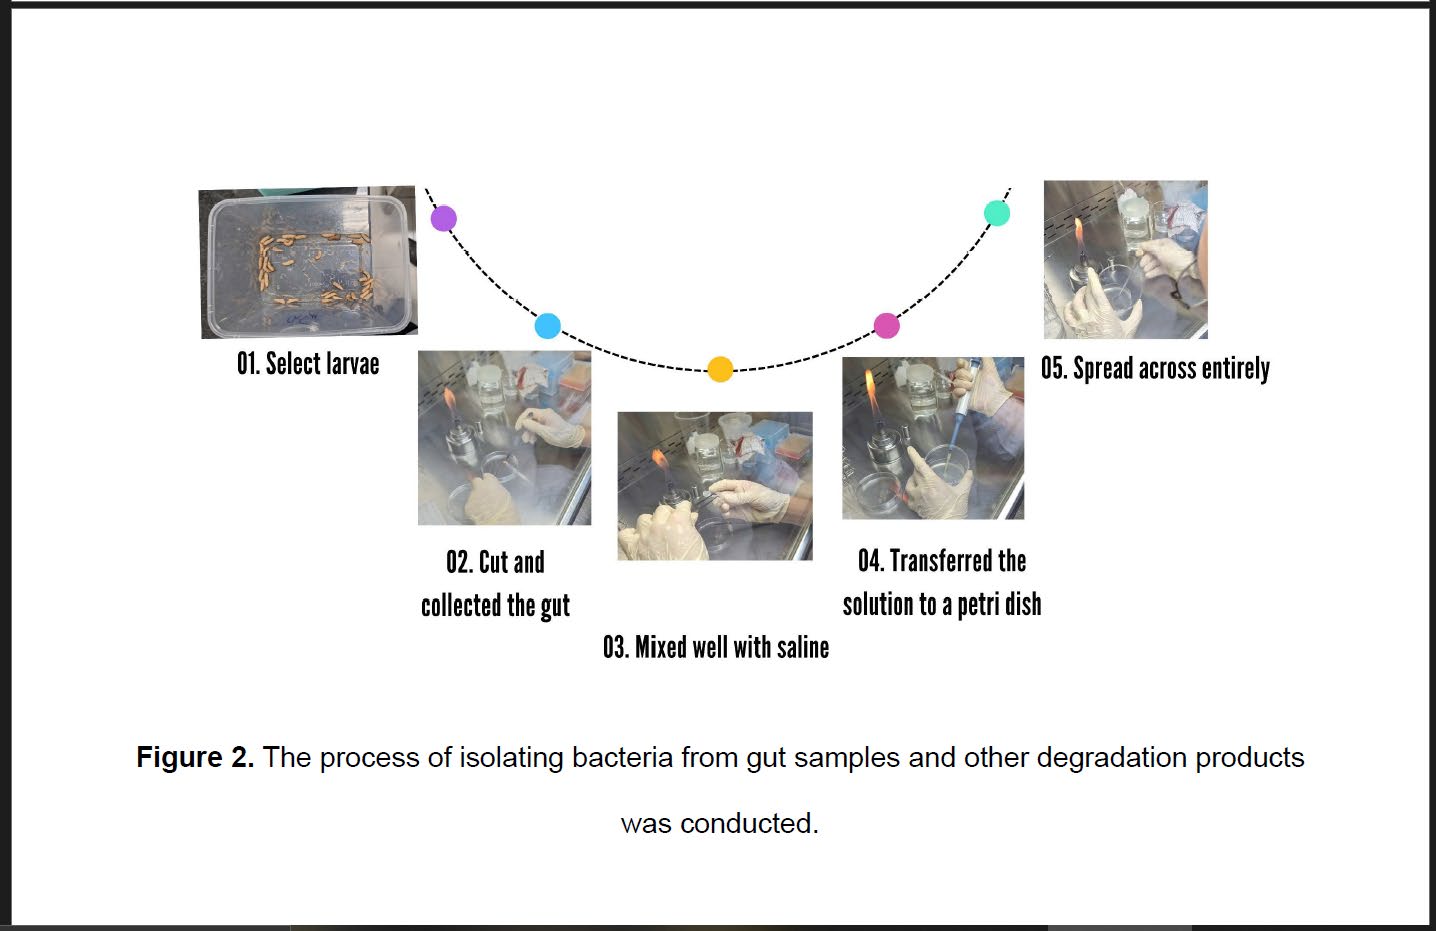 01. Select larvae
02. Cut and
collected the gut
03. Mixed well with saline
04. Transferred the
solution to a petri dish
05. Spread across entirely
Figure 2. The process of isolating bacteria from gut samples and other degradation products
was conducted.